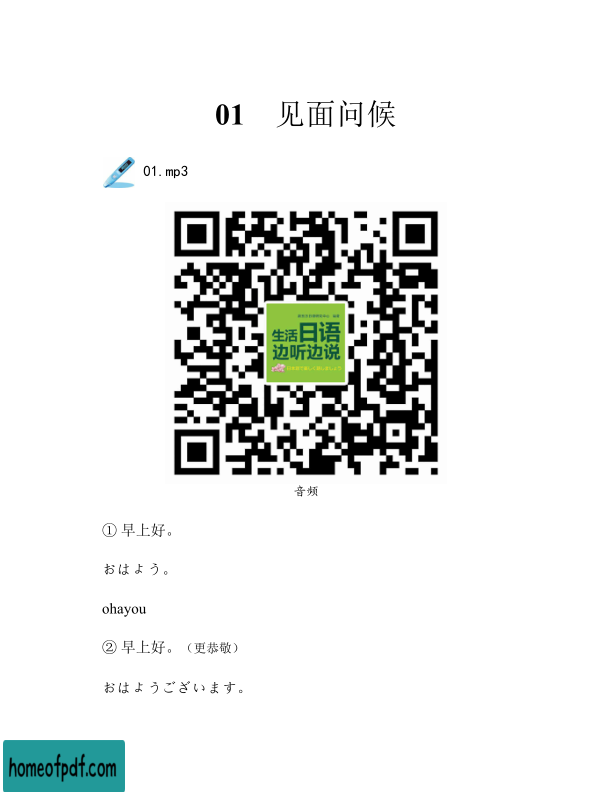 01 见面问候
01.mp3
生活日语
边听边说
音频
① 早上好。
おはよう。
ohayou
② 早上好。（更恭敬）
おはようございます。
homeofpdf.com